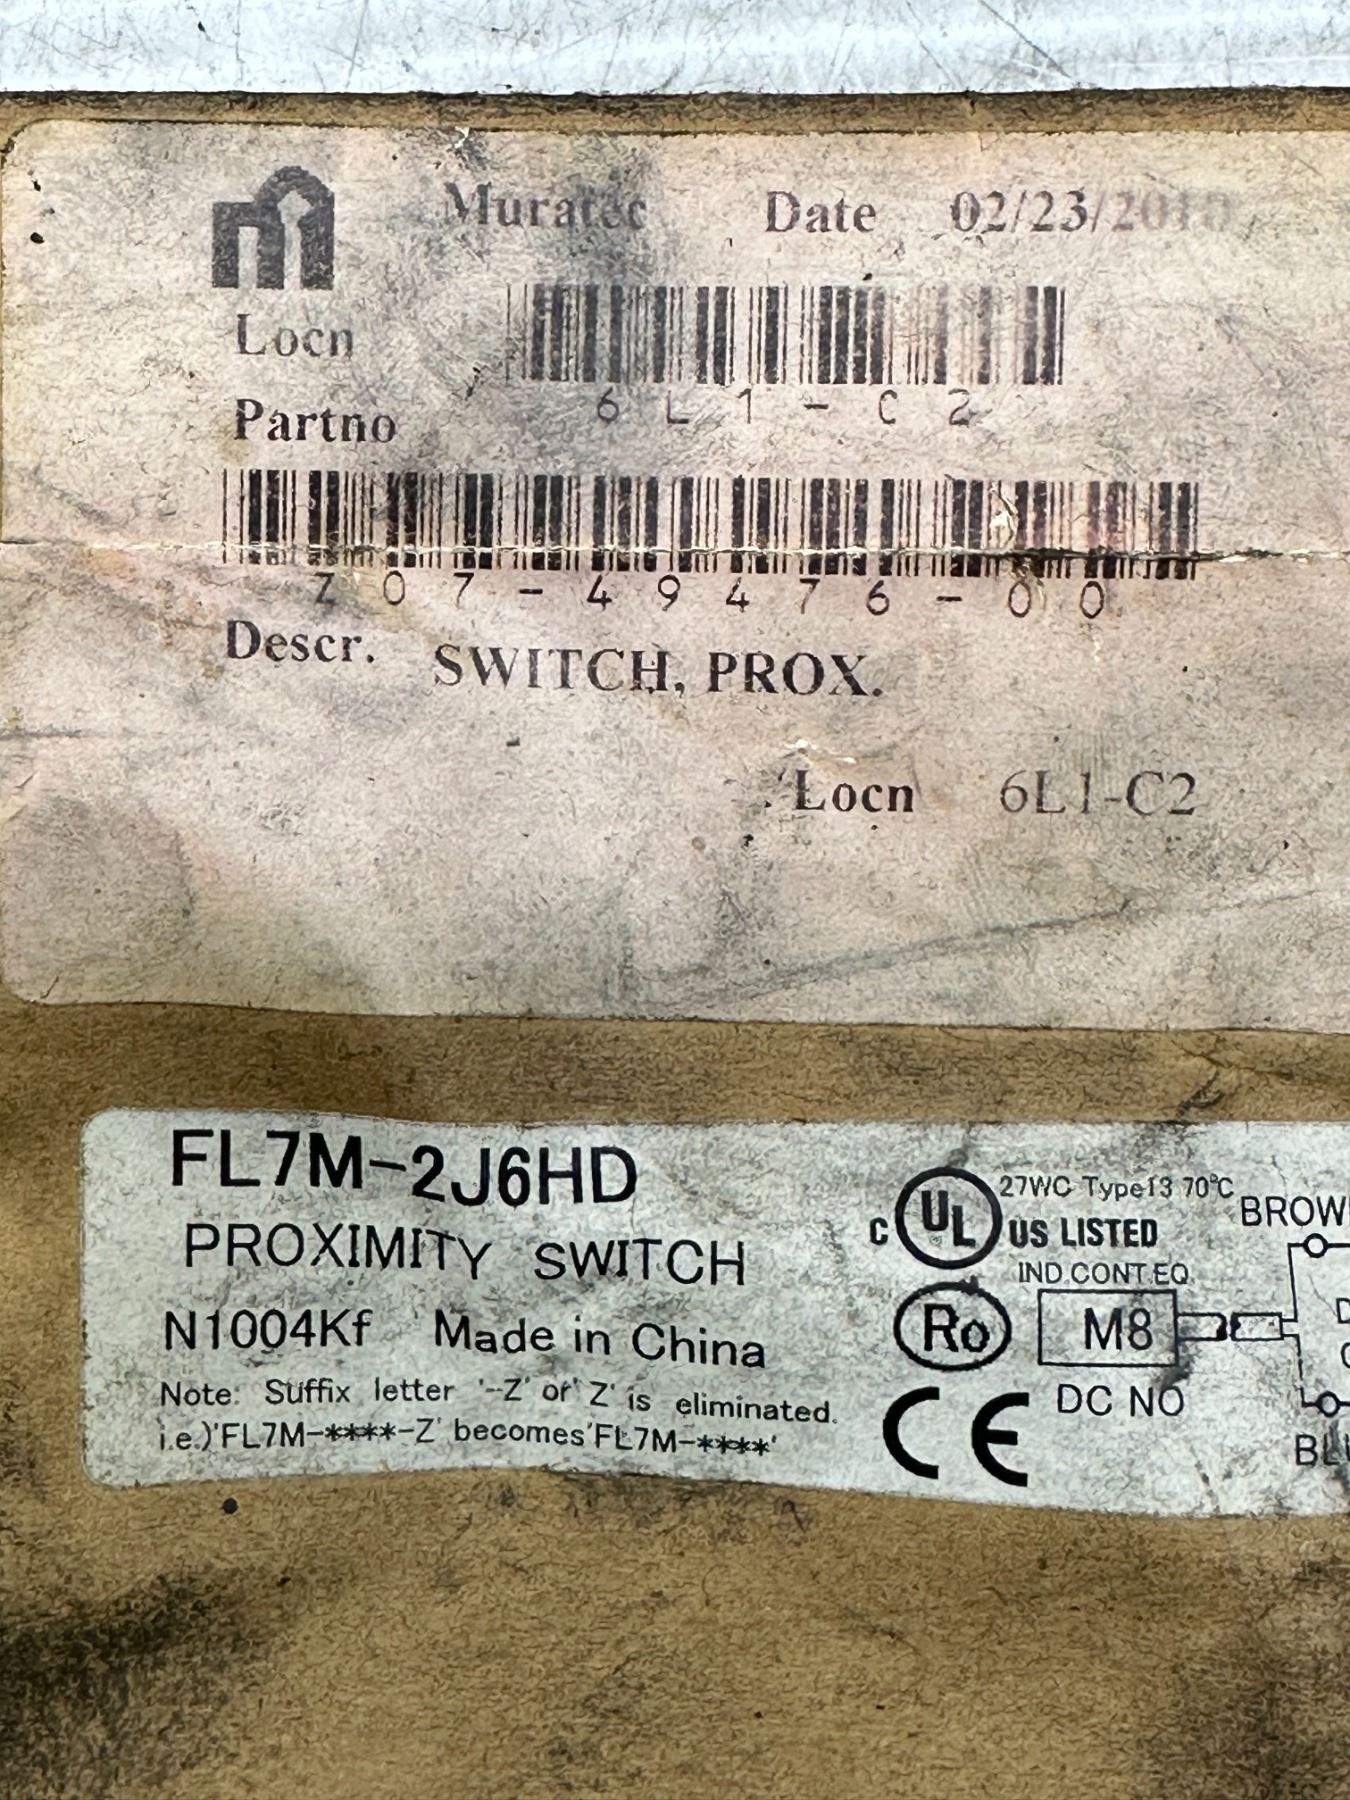 Muratec Date 02/23/2010
Locn
6L1-C2
Partno
Z07-49476-00
Descr. SWITCH, PROX.
Locn 6L1-C2
FL7M-2J6HD
PROXIMITY SWITCH
N1004Kf Made in China
Note: Suffix letter '-Z' or' Z' is eliminated.
i.e.)'FL7M-****-Z' becomes'FL7M-****'
C UL US LISTED
27WC Type13 70°C
IND.CONT.EQ
Ro
CE
M8
DC NO
BROW
BLU